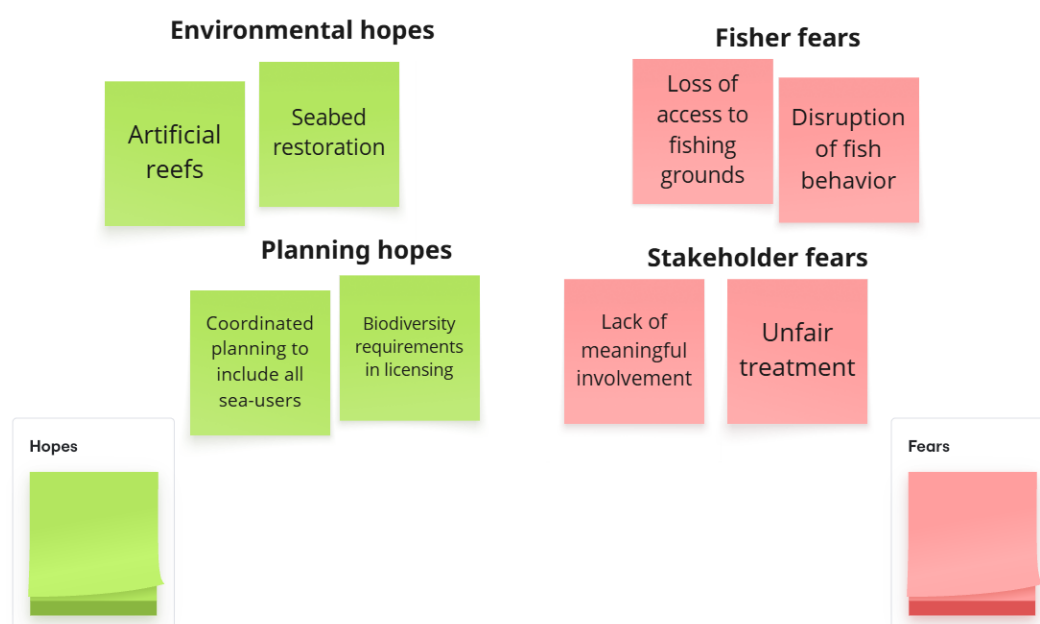 Environmental hopes
Artificial
reefs
Seabed
restoration
Fisher fears
Loss of
access to
fishing
grounds
Disruption
of fish
behavior
Planning hopes
Coordinated
planning to
include all
sea-users
Biodiversity
requirements
in licensing
Stakeholder fears
Lack of
meaningful
involvement
Unfair
treatment
Hopes
Fears